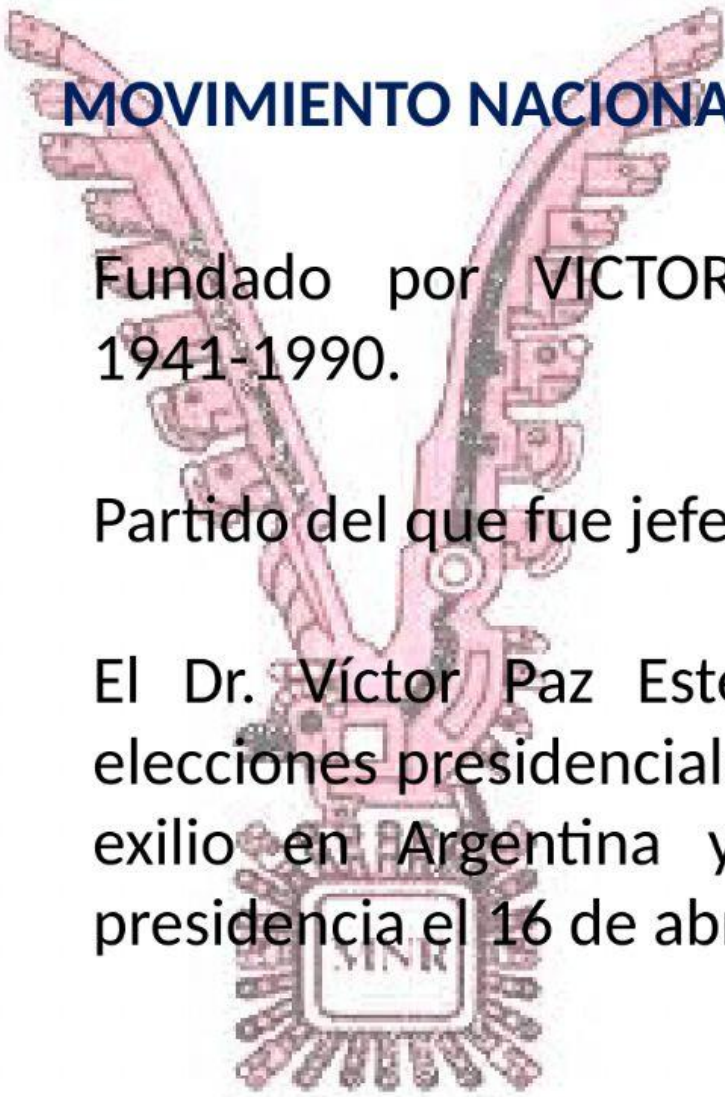 MOVIMIENTO NACIONA
Fundado por VICTOR
1941-1990.
Partido del que fue jefe
El Dr. Víctor Paz Este
elecciones presidencial
exilio en Argentina y
presidencia el 16 de abr
MNR